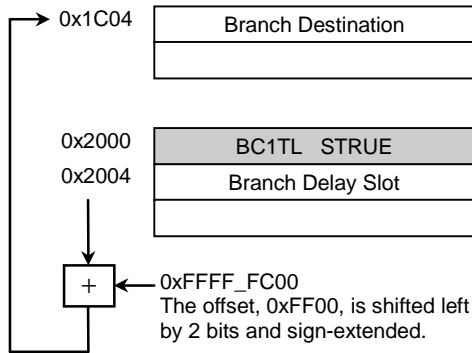 0x1C04 Branch Destination
0x2000 BC1TL STRUE
0x2004 Branch Delay Slot
+ 0xFFFF_FC00
The offset, 0xFF00, is shifted left
by 2 bits and sign-extended.